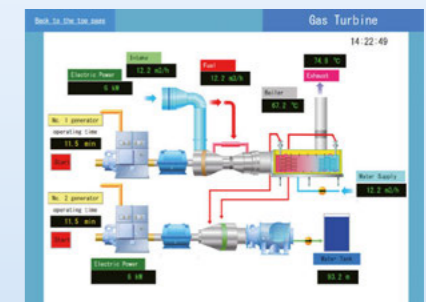 Back to the top page
Gas Turbine
14:22:49
Intake
12.2 m3/h
Fuel
12.2 m3/h
74.6 ℃
Exhaust
Electric Power
6 kW
Boiler
67.2 ℃
No. 1 generator
operating time
11.5 min
Start
Water Supply
12.2 m3/h
No. 2 generator
operating time
11.5 min
Start
Electric Power
6 kW
Water Tank
93.2 m